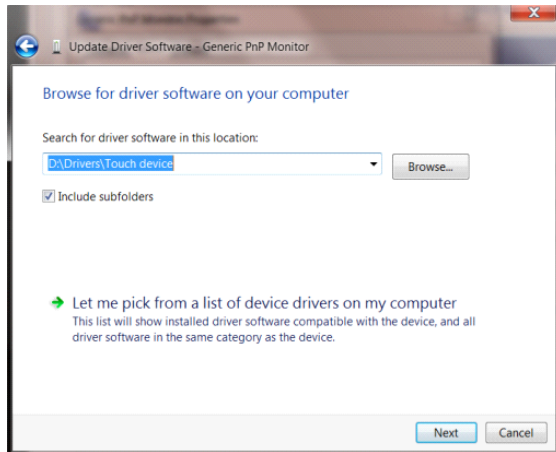 Update Driver Software - Generic PnP Monitor
Browse for driver software on your computer
Search for driver software in this location:
D:\Drivers\Touch device
Browse...
Include subfolders
Let me pick from a list of device drivers on my computer
This list will show installed driver software compatible with the device, and all
driver software in the same category as the device.
Next
Cancel